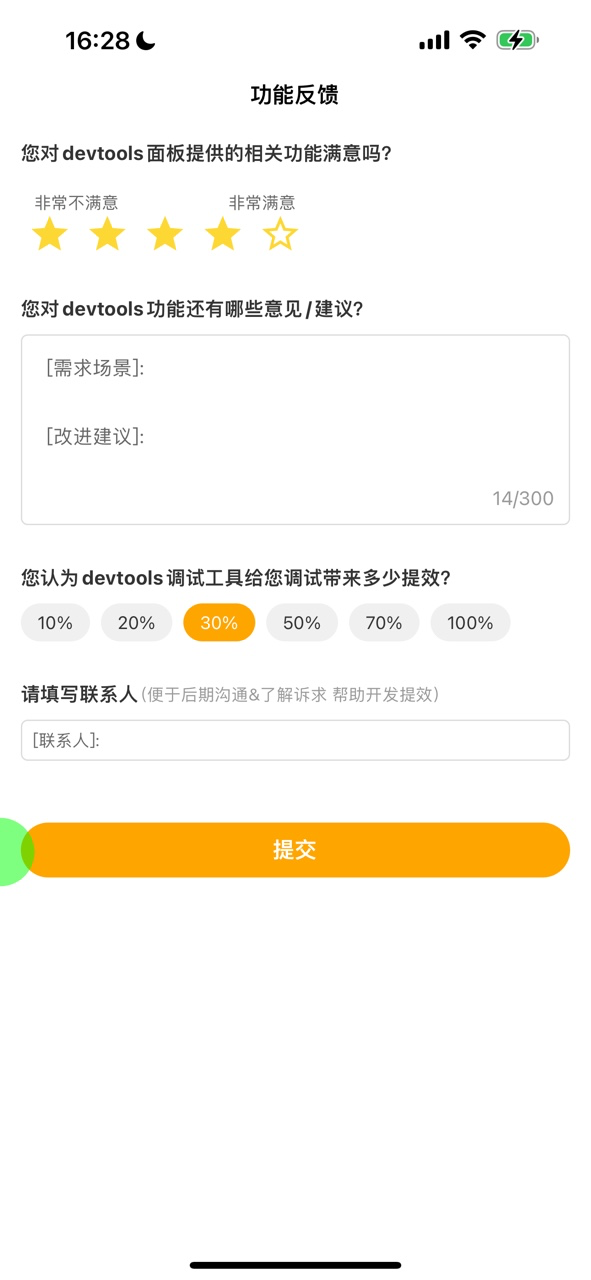 16:28
功能反馈
您对devtools面板提供的相关功能满意吗？
非常不满意 非常满意
您对devtools功能还有哪些意见/建议？
[需求场景]:
[改进建议]:
14/300
您认为devtools调试工具给您调试带来多少提效？
10% 20% 30% 50% 70% 100%
请填写联系人(便于后期沟通&了解诉求 帮助开发提效)
[联系人]:
提交